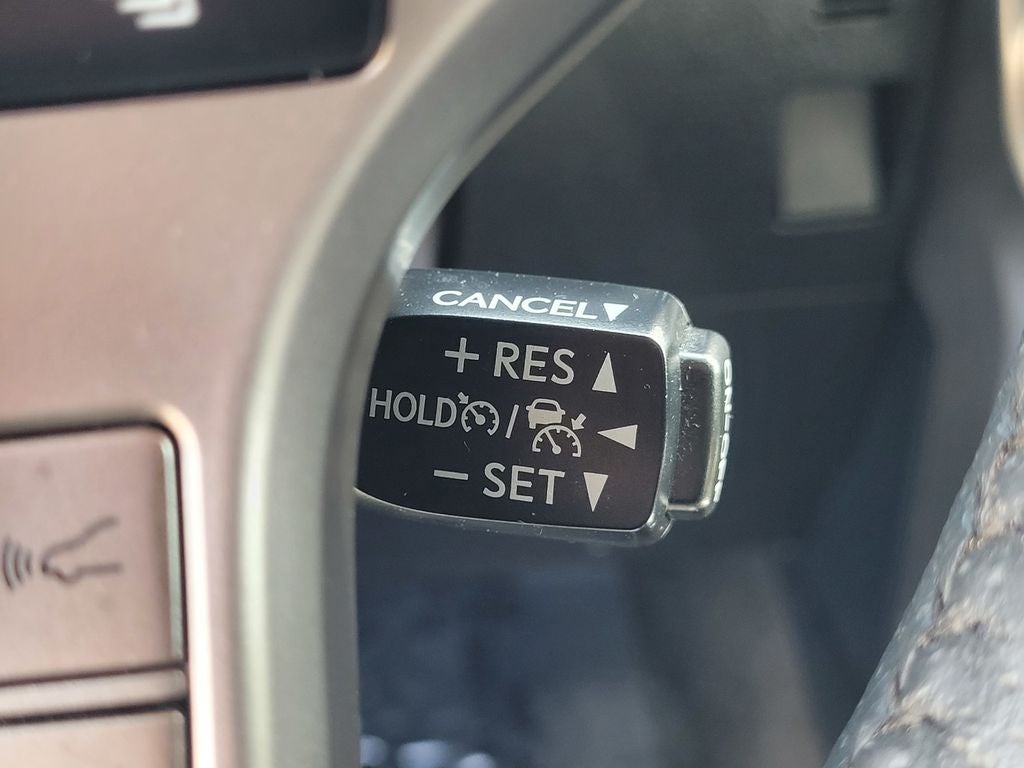 CANCEL▼
+ RES ▲
HOLD / ◀
− SET ▼